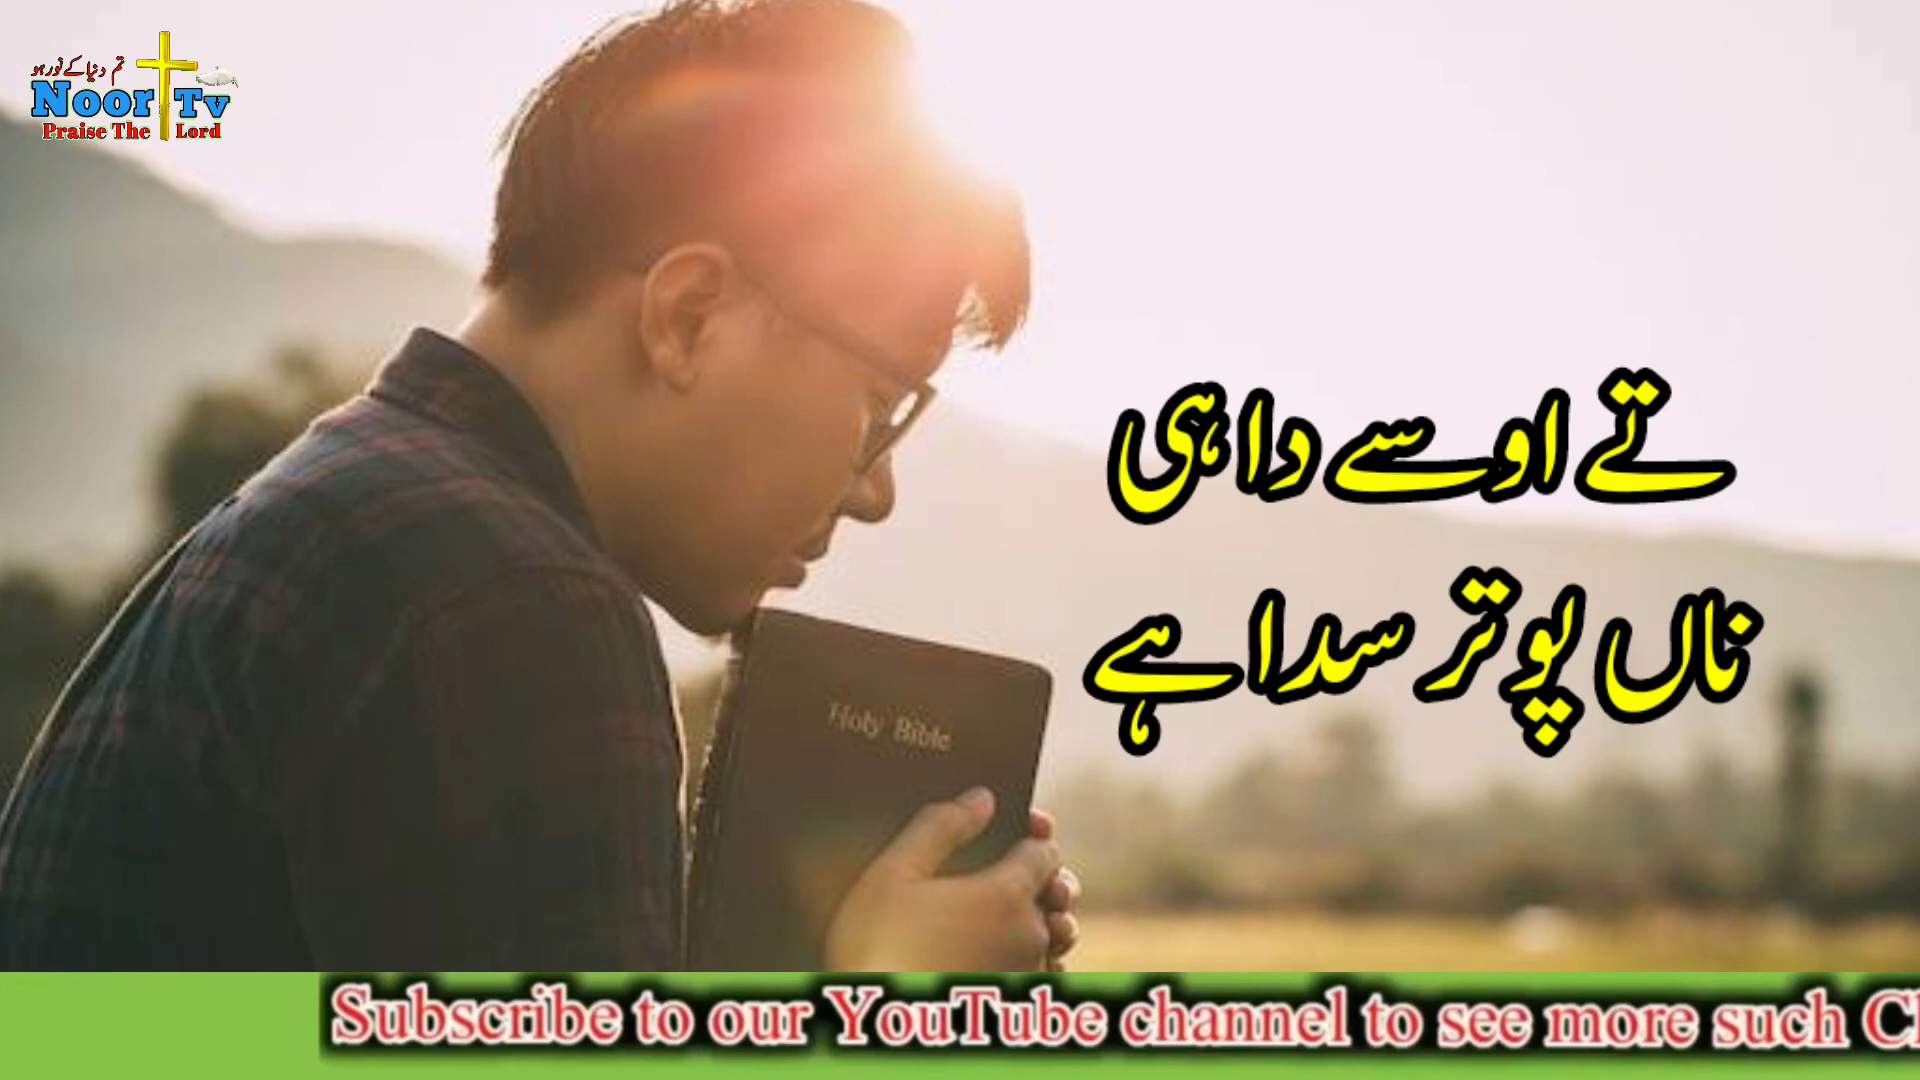 تم دنیا کے نور ہو
Noor Tv
Praise The Lord
تے اوسے دا ہی
ناں پوتر سدا ہے
Holy Bible
Subscribe to our YouTube channel to see more such Ch